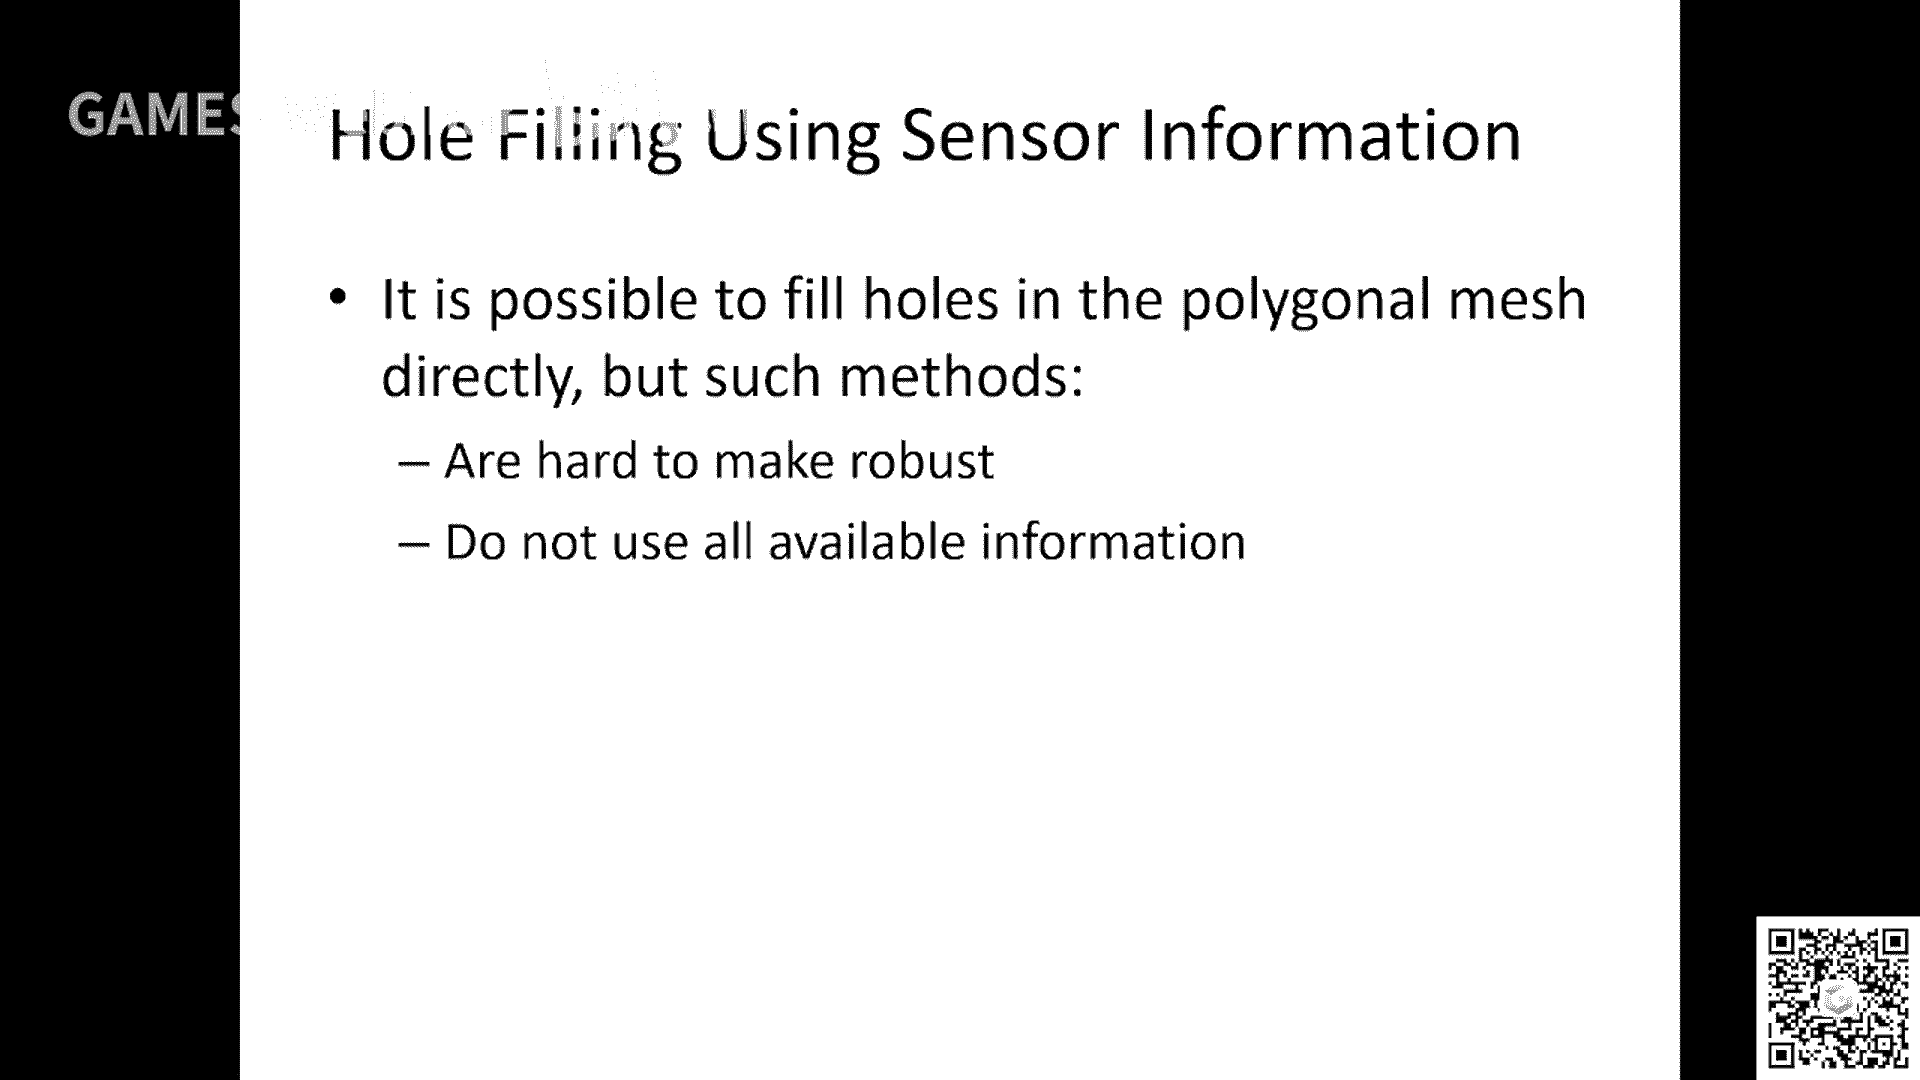 GAMES
Hole Filling Using Sensor Information
• It is possible to fill holes in the polygonal mesh
directly, but such methods:
– Are hard to make robust
– Do not use all available information